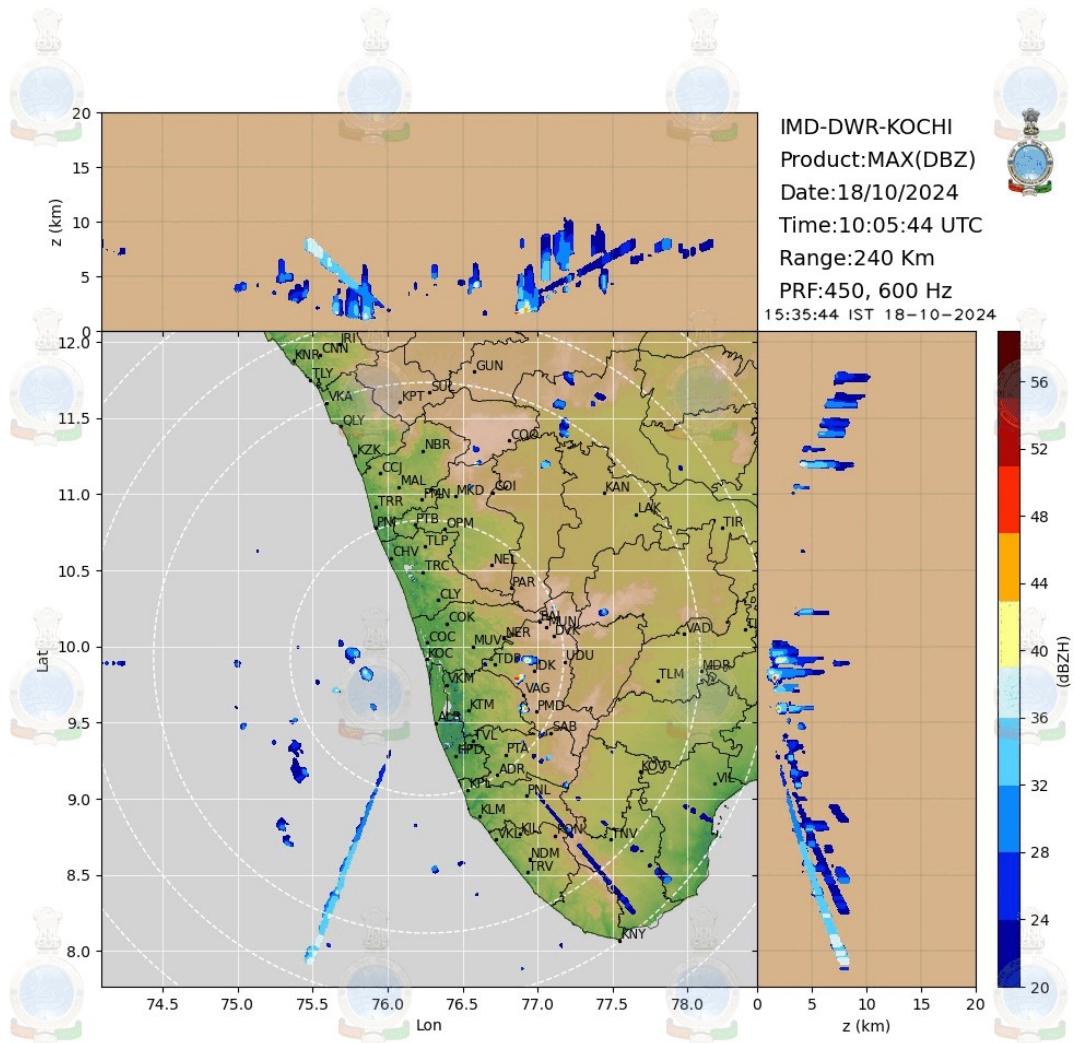 IMD-DWR-KOCHI
Product:MAX(DBZ)
Date:18/10/2024
Time:10:05:44 UTC
Range:240 Km
PRF:450, 600 Hz
15:35:44 IST 18-10-2024
20
15
10
5
0
z (km)
12.0
11.5
11.0
10.5
10.0
9.5
9.0
8.5
8.0
Lat
IRI
CNN
KNR
TLY
VKA
QLY
KPT
SUL
GUN
KZK
NBR
COO
CCJ
MAL
PMN
MKD
COI
KAN
TRR
PNI
PTB
OPM
LAK
TIR
CHV
TLP
TRC
NEL
PAR
CLY
COK
MUN
DVK
VAD
COC
KOC
MUV
NER
TDP
IDK
UDU
MDR
TLM
VKM
VAG
KTM
PMD
ALP
SAB
TVL
HPD
PTA
ADR
KOV
VIL
KPL
PNL
KLM
VKL
KIL
PON
TNV
NDM
TRV
KNY
74.5
75.0
75.5
76.0
76.5
77.0
77.5
78.0
Lon
0
5
10
15
20
z (km)
56
52
48
44
40
36
32
28
24
20
(dBZH)